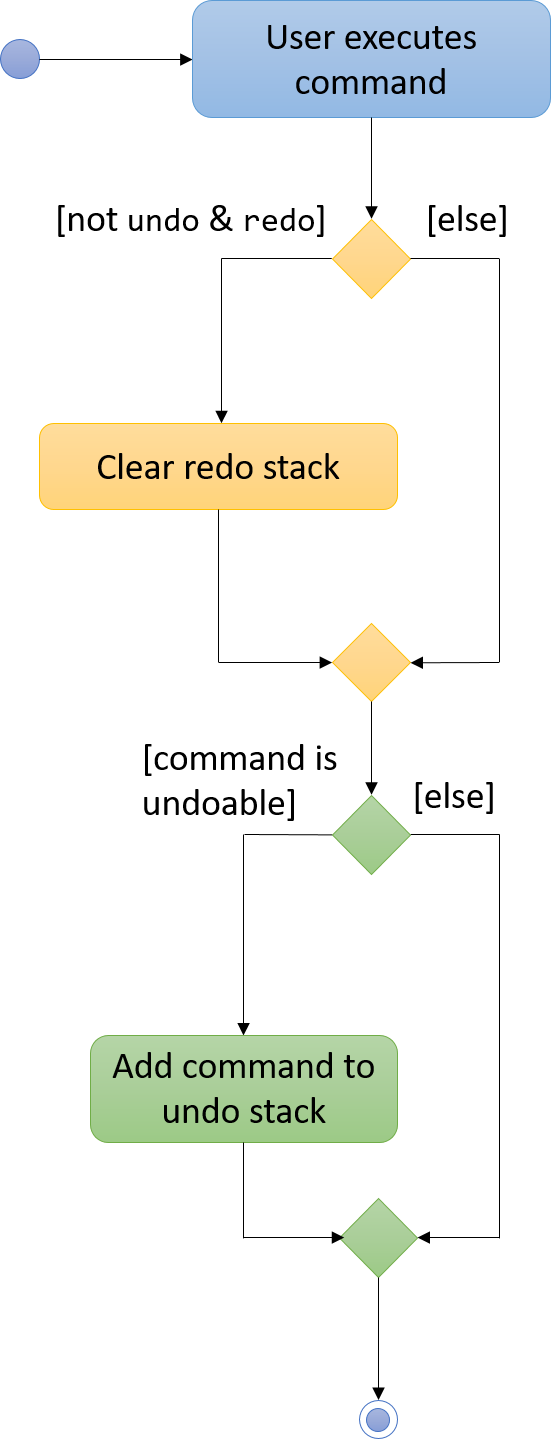 User executes
command
[not undo & redo]
[else]
Clear redo stack
[command is
undoable]
[else]
Add command to
undo stack